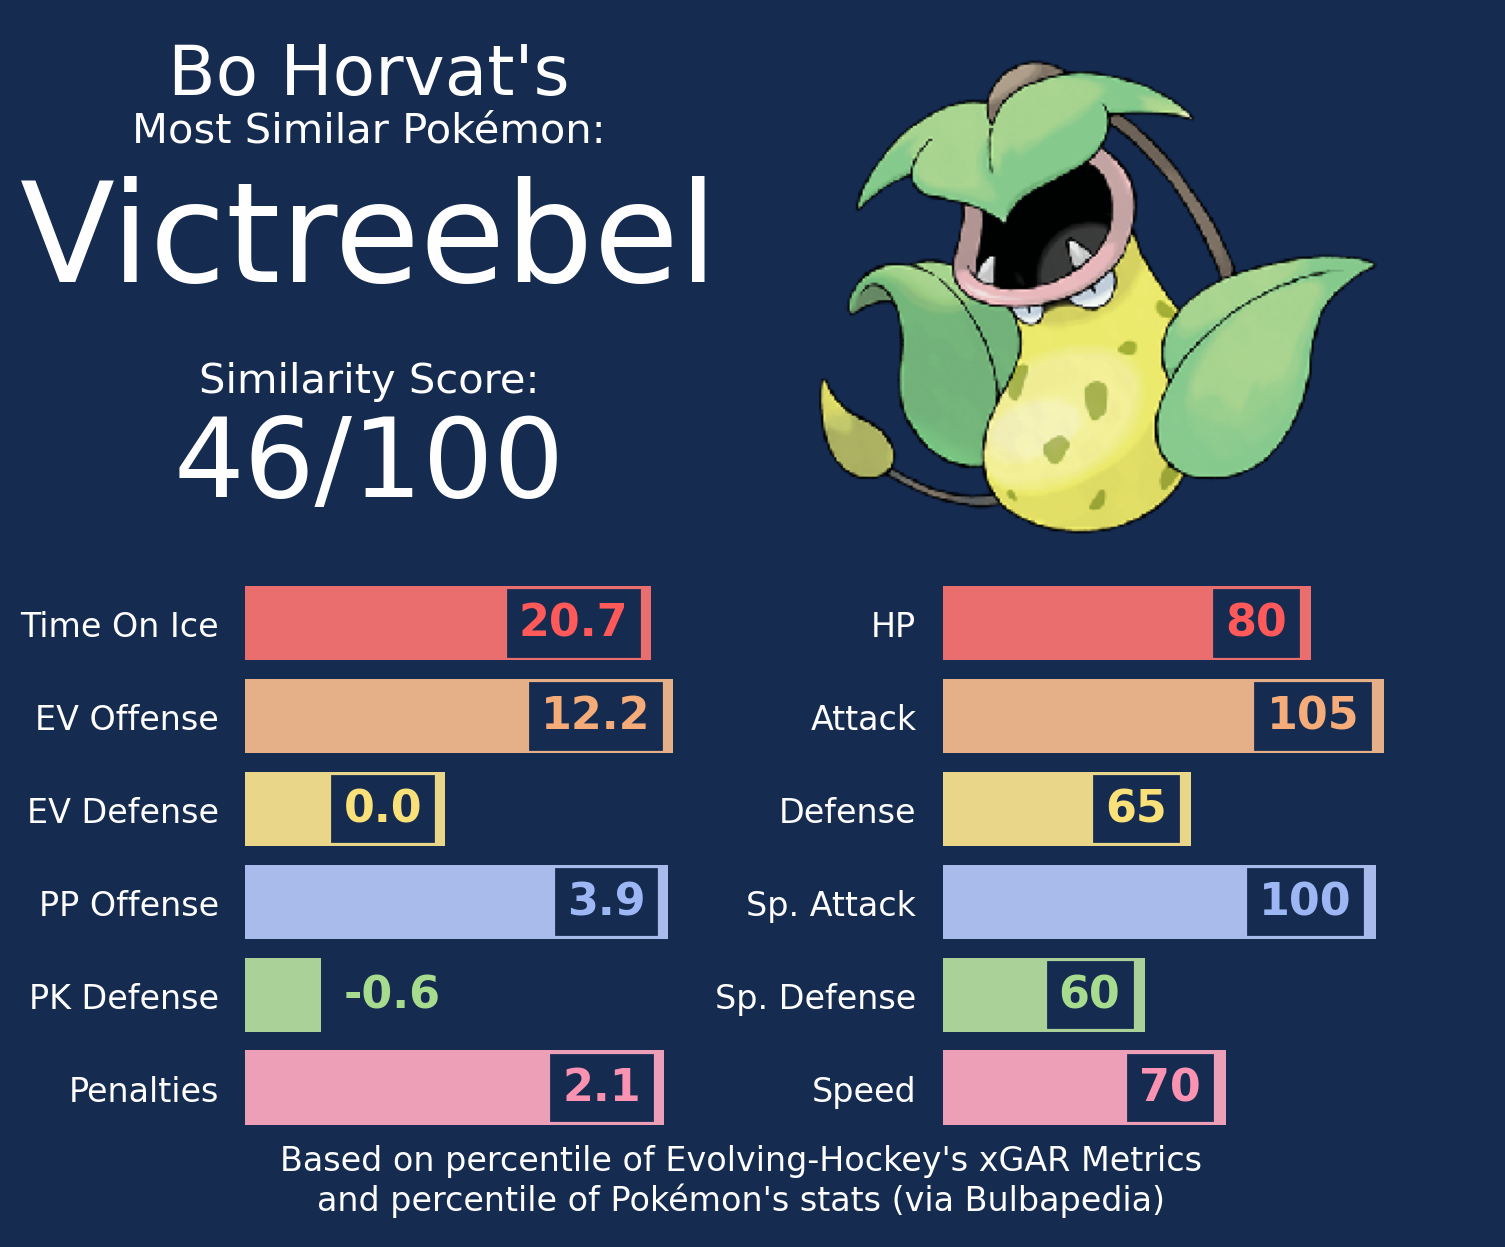 Bo Horvat's
Most Similar Pokémon:
Victreebel
Similarity Score:
46/100
Time On Ice 20.7
EV Offense 12.2
EV Defense 0.0
PP Offense 3.9
PK Defense -0.6
Penalties 2.1
HP 80
Attack 105
Defense 65
Sp. Attack 100
Sp. Defense 60
Speed 70
Based on percentile of Evolving-Hockey's xGAR Metrics
and percentile of Pokémon's stats (via Bulbapedia)